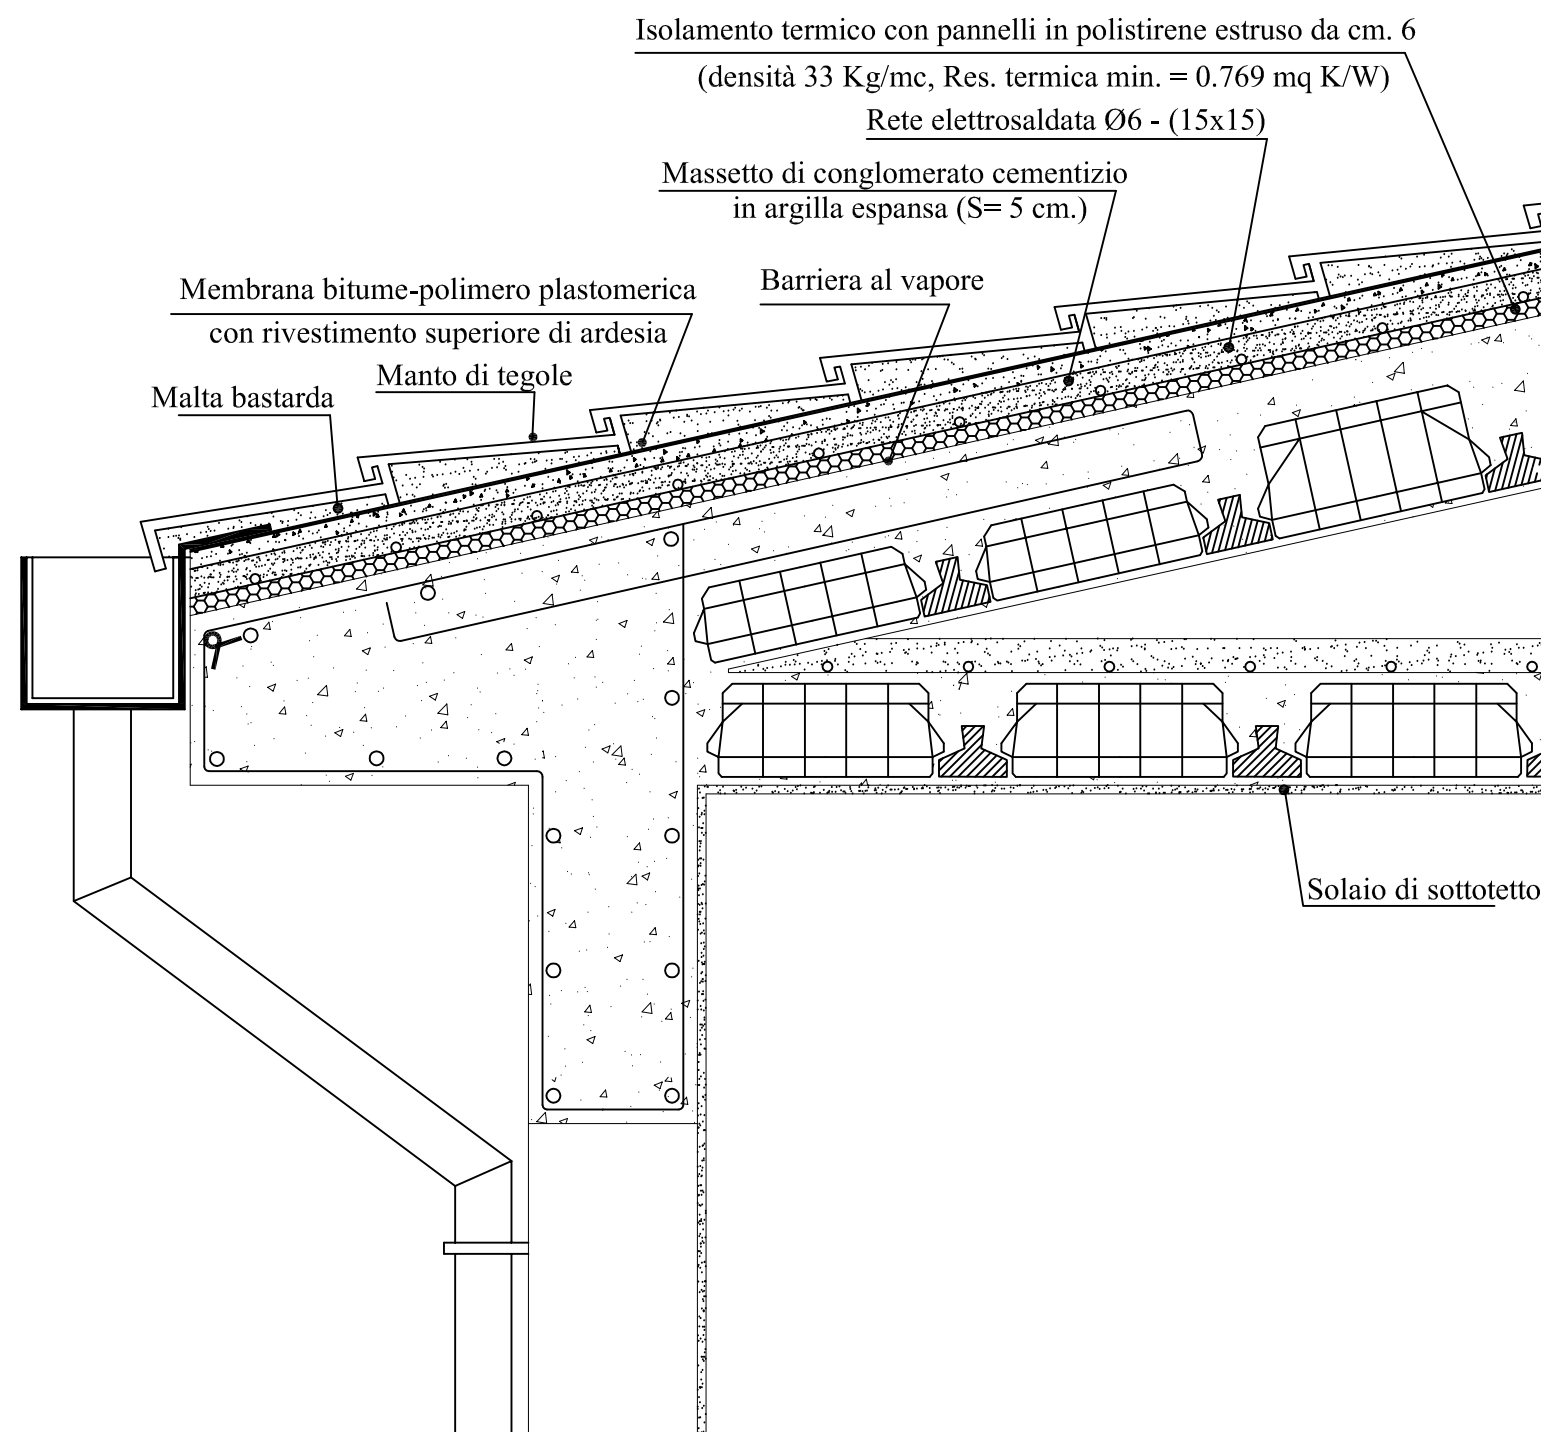 Isolamento termico con pannelli in polistirene estruso da cm. 6
(densità 33 Kg/mc, Res. termica min. = 0.769 mq K/W)
Rete elettrosaldata Ø6 - (15x15)
Massetto di conglomerato cementizio
in argilla espansa (S= 5 cm.)
Barriera al vapore
Membrana bitume-polimero plastomerica
con rivestimento superiore di ardesia
Manto di tegole
Malta bastarda
Solaio di sottotetto